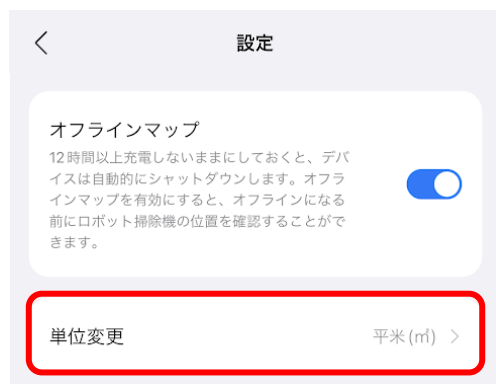 設定
オフラインマップ
12時間以上充電しないままにしておくと、デバ
イスは自動的にシャットダウンします。オフラ
インマップを有効にすると、オフラインになる
前にロボット掃除機の位置を確認することがで
きます。
単位変更 平米(㎡)